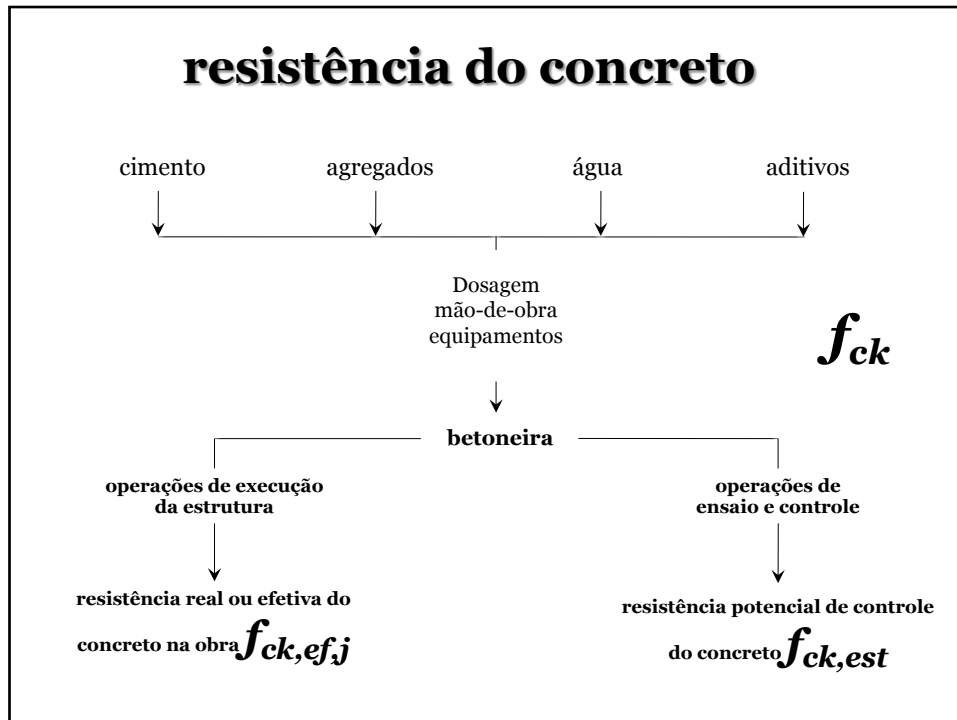 resistência do concreto
cimento agregados água aditivos
Dosagem
mão-de-obra
equipamentos
fck
betoneira
operações de execução
da estrutura
operações de
ensaio e controle
resistência real ou efetiva do
concreto na obra fck,ef,j
resistência potencial de controle
do concreto fck,est